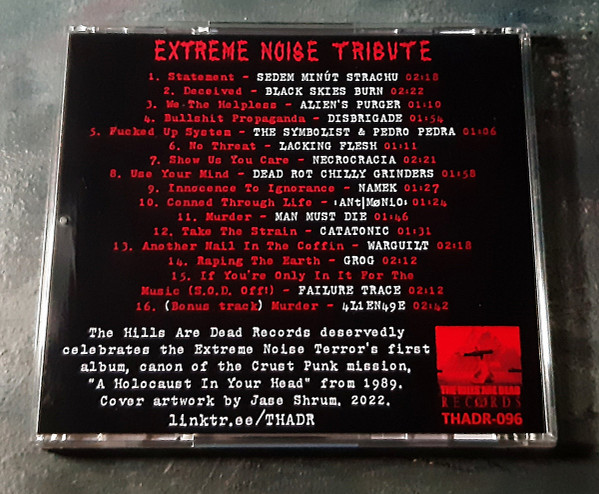 EXTREME NOISE TRIBUTE
1. Statement - SEDEM MINÚT STRACHU 02:18
2. Deceived - BLACK SKIES BURN 02:22
3. We The Helpless - ALIEN'S PURGER 01:10
4. Bullshit Propaganda - DISBRIGADE 01:54
5. Fucked Up System - THE SYMBOLIST & PEDRO PEDRA 01:06
6. No Threat - LACKING FLESH 01:11
7. Show Us You Care - NECROCRACIA 02:21
8. Use Your Mind - DEAD ROT CHILLY GRINDERS 01:58
9. Innocence To Ignorance - NAMEK 01:27
10. Conned Through Life - :ANt|MøNiO: 01:24
11. Murder - MAN MUST DIE 01:46
12. Take The Strain - CATATONIC 01:31
13. Another Nail In The Coffin - WARGUILT 02:18
14. Raping The Earth - GROG 02:12
15. If You're Only In It For The
Music (S.O.D. Off!) - FAILURE TRACE 02:12
16. (Bonus track) Murder - 4L1EN49E 02:42
The Hills Are Dead Records deservedly
celebrates the Extreme Noise Terror's first
album, canon of the Crust Punk mission,
"A Holocaust In Your Head" from 1989.
Cover artwork by Jase Shrum, 2022.
linktr.ee/THADR
THE HILLS ARE DEAD
RECORDS
THADR-096